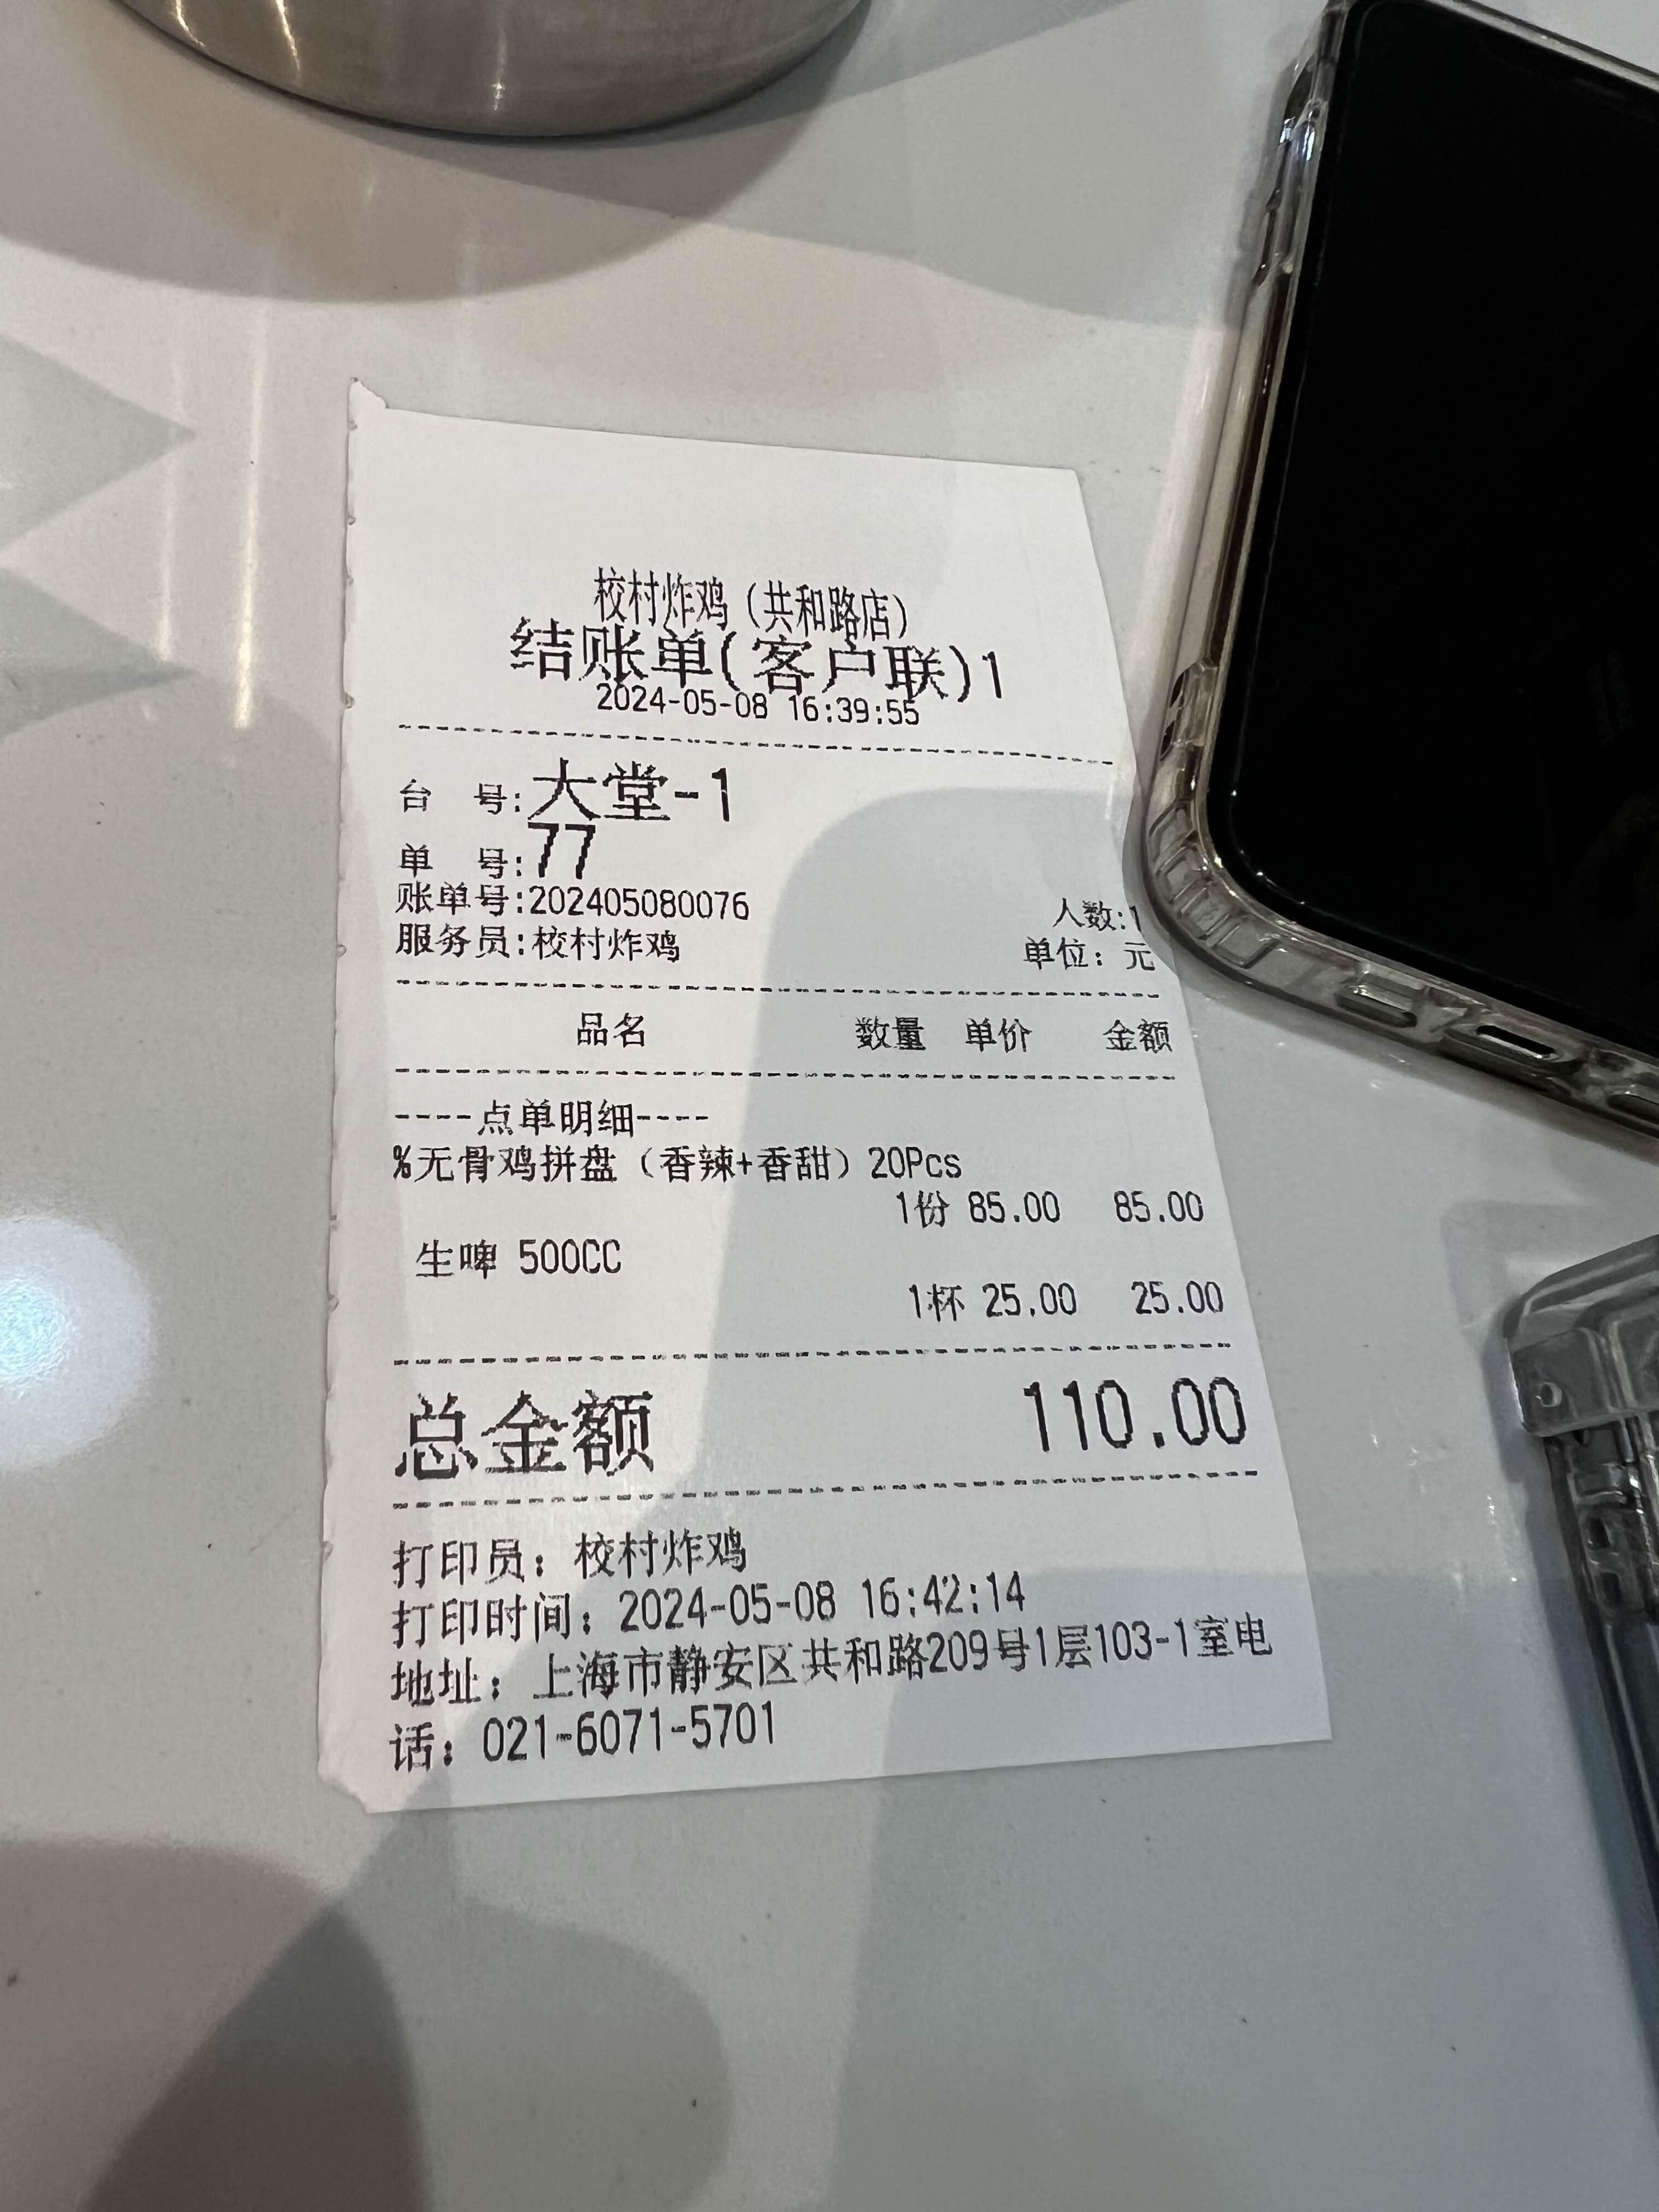 校村炸鸡（共和路店）
结账单(客户联)1
2024-05-08 16:39:55
台 号:大堂-1
单 号:77
账单号:202405080076 人数:1
服务员:校村炸鸡 单位：元
品名 数量 单价 金额
----点单明细----
%无骨鸡拼盘（香辣+香甜）20Pcs
1份 85.00 85.00
生啤 500CC
1杯 25.00 25.00
总金额 110.00
打印员：校村炸鸡
打印时间：2024-05-08 16:42:14
地址：上海市静安区共和路209号1层103-1室电
话：021-6071-5701